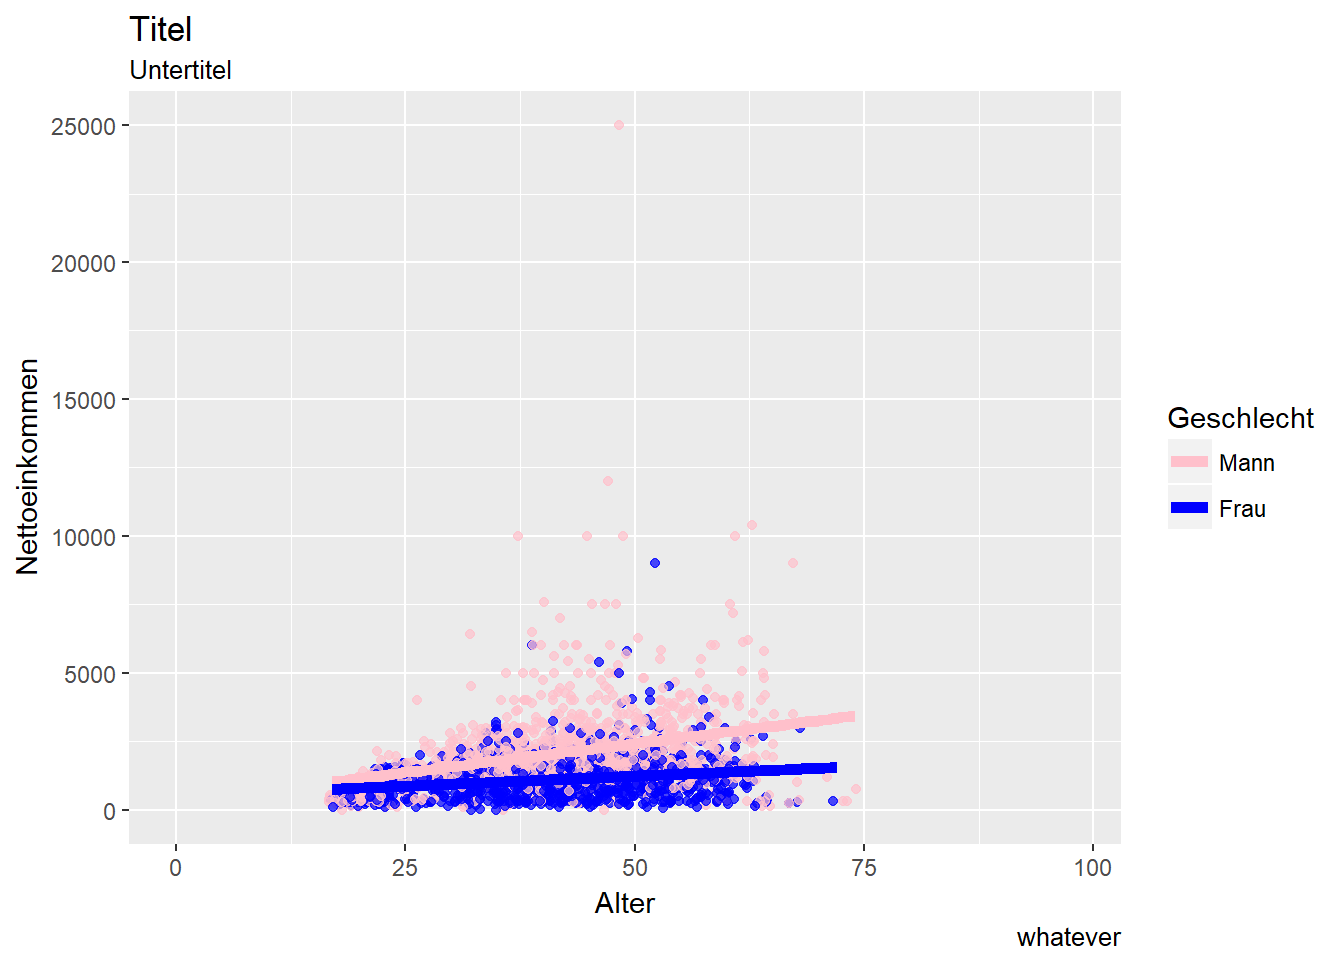 Titel
Untertitel
25000
20000
15000
10000
5000
0
Nettoeinkommen
0 25 50 75 100
Alter
whatever
Geschlecht
Mann
Frau